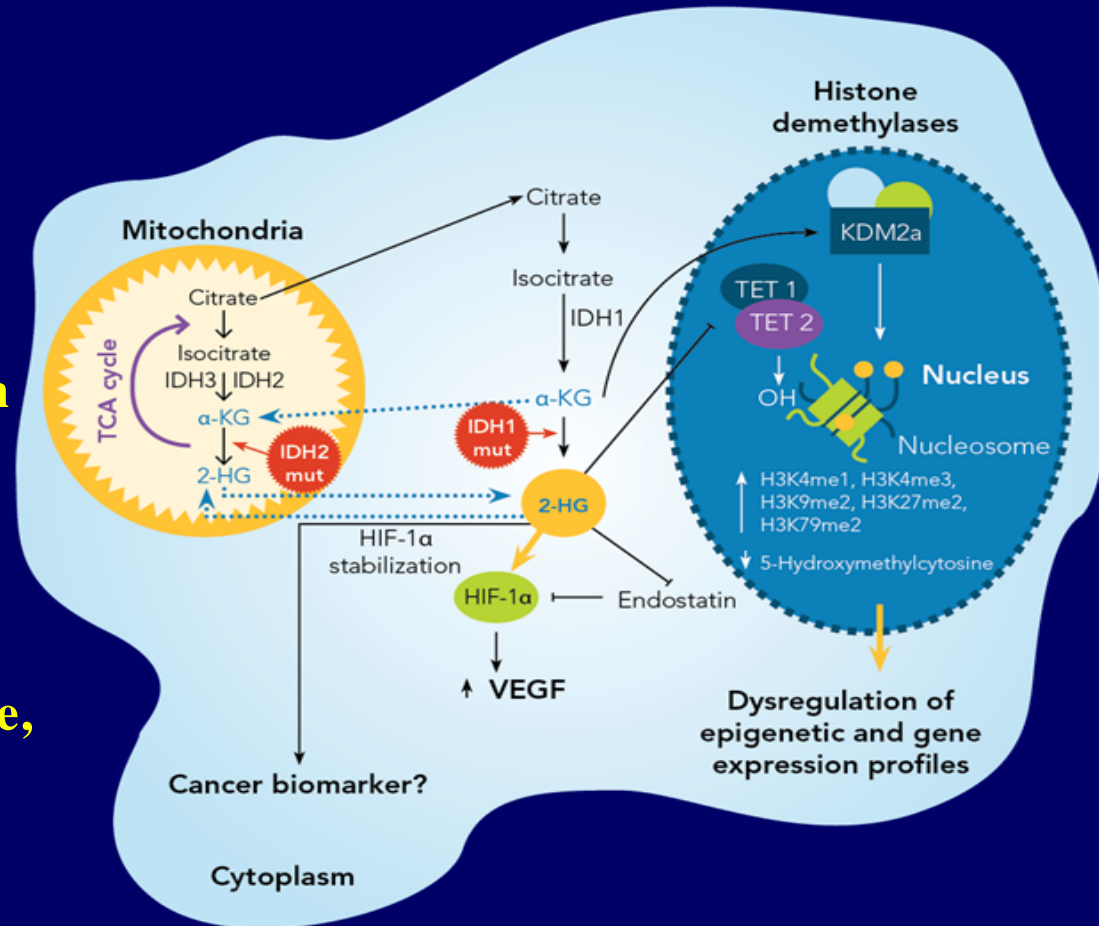 Histone
demethylases
Citrate
Mitochondria
KDM2a
Isocitrate
TET 1
Citrate
IDH1
TET 2
Isocitrate
IDH3 IDH2
TCA cycle
α-KG
α-KG
OH
Nucleus
IDH1
mut
IDH2
mut
Nucleosome
2-HG
2-HG
H3K4me1, H3K4me3,
H3K9me2, H3K27me2,
H3K79me2
HIF-1α
stabilization
5-Hydroxymethylcytosine
HIF-1α
Endostatin
VEGF
Dysregulation of
epigenetic and gene
expression profiles
e,
Cancer biomarker?
Cytoplasm